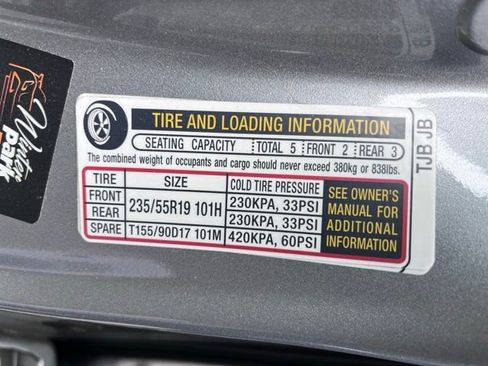 TIRE AND LOADING INFORMATION
SEATING CAPACITY TOTAL 5 FRONT 2 REAR 3
The combined weight of occupants and cargo should never exceed 380kg or 838lbs.
TIRE SIZE COLD TIRE PRESSURE
FRONT 235/55R19 101H 230KPA, 33PSI
REAR 230KPA, 33PSI
SPARE T155/90D17 101M 420KPA, 60PSI
SEE OWNER'S
MANUAL FOR
ADDITIONAL
INFORMATION
TJB JB
Winter
park